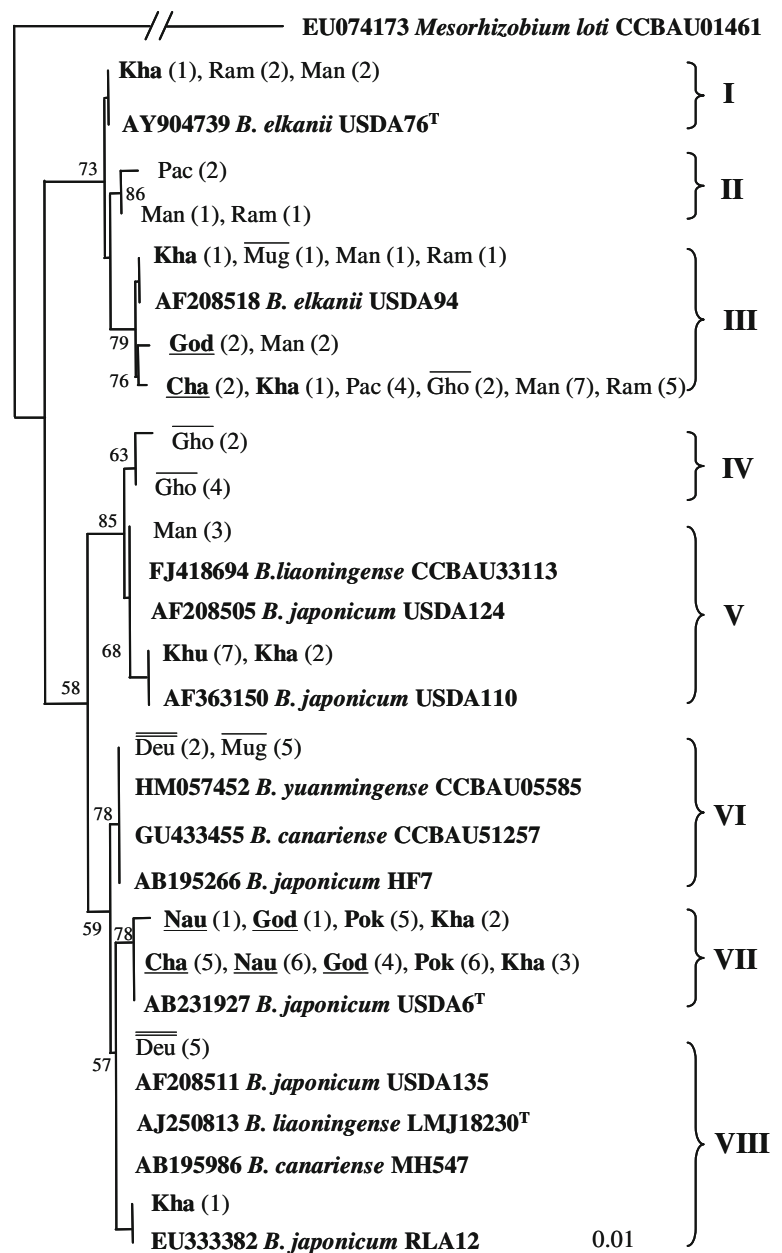 EU074173 Mesorhizobium loti CCBAU01461
Kha (1), Ram (2), Man (2)
I
AY904739 B. elkanii USDA76T
73
Pac (2)
86
II
Man (1), Ram (1)
Kha (1), Mug (1), Man (1), Ram (1)
AF208518 B. elkanii USDA94
III
79
God (2), Man (2)
76
Cha (2), Kha (1), Pac (4), Gho (2), Man (7), Ram (5)
Gho (2)
63
IV
Gho (4)
85
Man (3)
FJ418694 B.liaoningense CCBAU33113
AF208505 B. japonicum USDA124
V
68
Khu (7), Kha (2)
58
AF363150 B. japonicum USDA110
Deu (2), Mug (5)
HM057452 B. yuanmingense CCBAU05585
78
VI
GU433455 B. canariense CCBAU51257
AB195266 B. japonicum HF7
Nau (1), God (1), Pok (5), Kha (2)
59
78
Cha (5), Nau (6), God (4), Pok (6), Kha (3)
VII
AB231927 B. japonicum USDA6T
Deu (5)
57
AF208511 B. japonicum USDA135
AJ250813 B. liaoningense LMJ18230T
VIII
AB195986 B. canariense MH547
Kha (1)
EU333382 B. japonicum RLA12
0.01